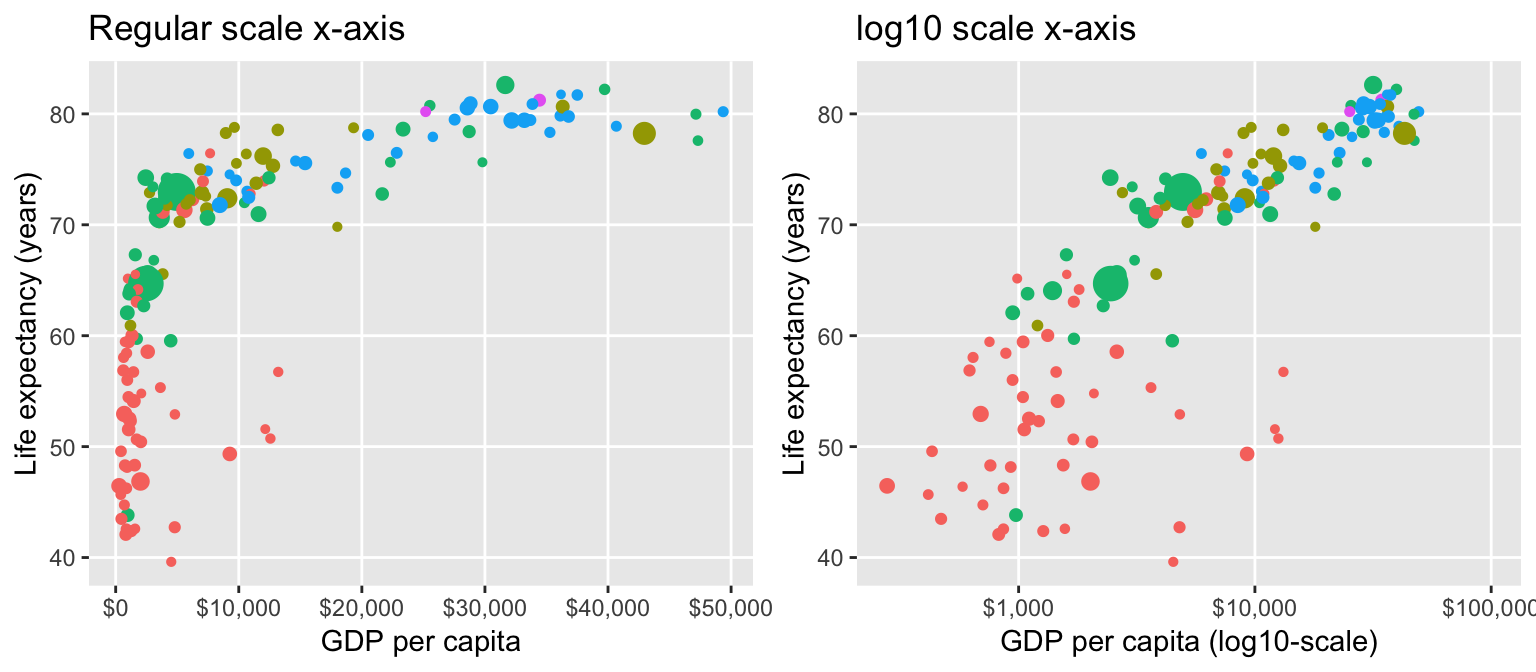 Regular scale x-axis
Life expectancy (years)
80
70
60
50
40
$0 $10,000 $20,000 $30,000 $40,000 $50,000
GDP per capita
log10 scale x-axis
Life expectancy (years)
80
70
60
50
40
$1,000 $10,000 $100,000
GDP per capita (log10-scale)